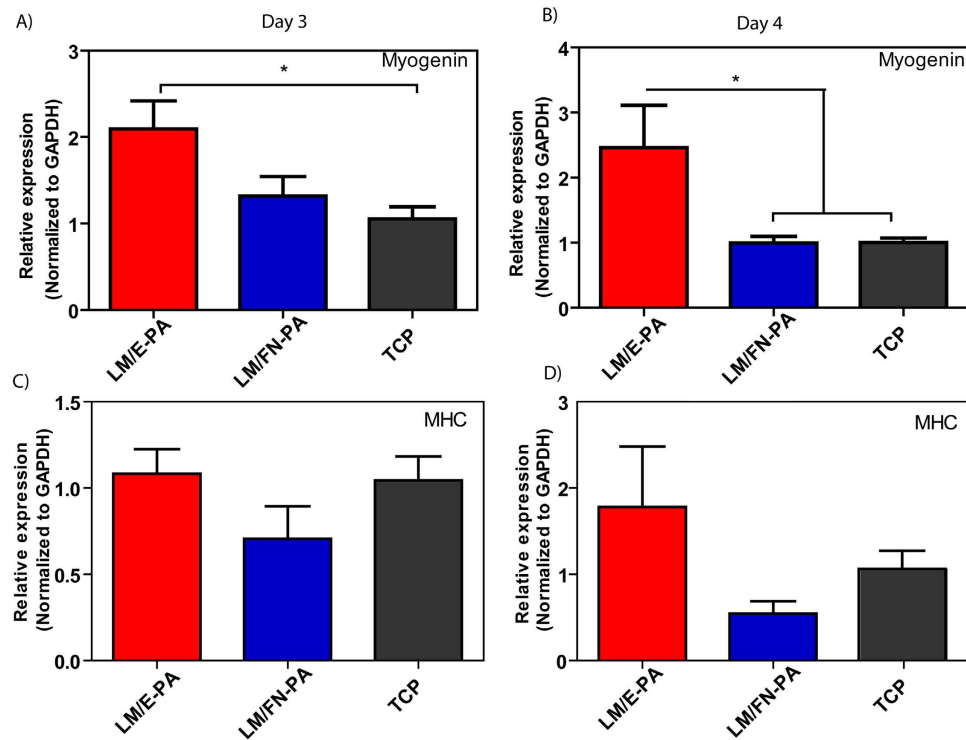 A)
Day 3
Myogenin
*
3
2
1
0
Relative expression
(Normalized to GAPDH)
LM/E-PA
LM/FN-PA
TCP
B)
Day 4
Myogenin
*
4
3
2
1
0
Relative expression
(Normalized to GAPDH)
LM/E-PA
LM/FN-PA
TCP
C)
MHC
1.5
1.0
0.5
0.0
Relative expression
(Normalized to GAPDH)
LM/E-PA
LM/FN-PA
TCP
D)
MHC
3
2
1
0
Relative expression
(Normalized to GAPDH)
LM/E-PA
LM/FN-PA
TCP